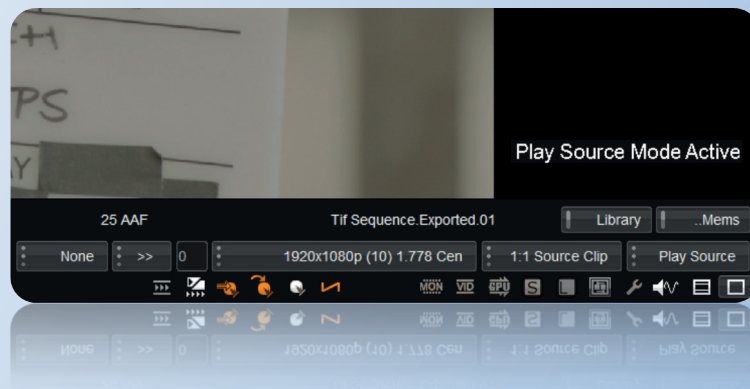 PS
Play Source Mode Active
25 AAF Tif Sequence.Exported.01 Library ..Mems
None >> 0 1920x1080p (10) 1.778 Cen 1:1 Source Clip Play Source
MON VID GPU S